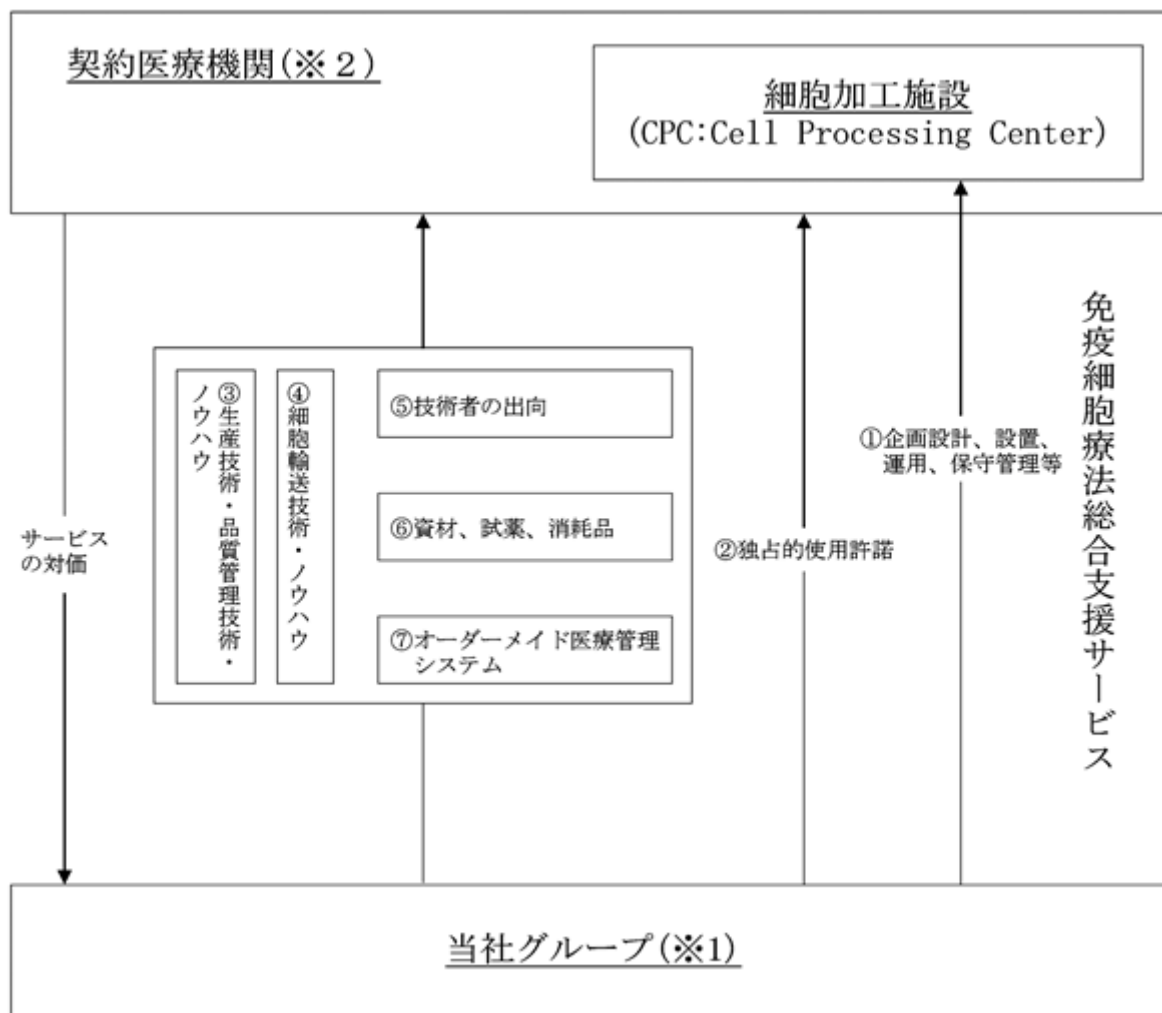 契約医療機関(※２)
細胞加工施設
(CPC:Cell Processing Center)
サービス
の対価
③生産技術・品質管理技術・
ノウハウ
④細胞輸送技術・ノウハウ
⑤技術者の出向
⑥資材、試薬、消耗品
⑦オーダーメイド医療管理
システム
②独占的使用許諾
①企画設計、設置、
運用、保守管理等
免疫細胞療法総合支援サービス
当社グループ(※1)